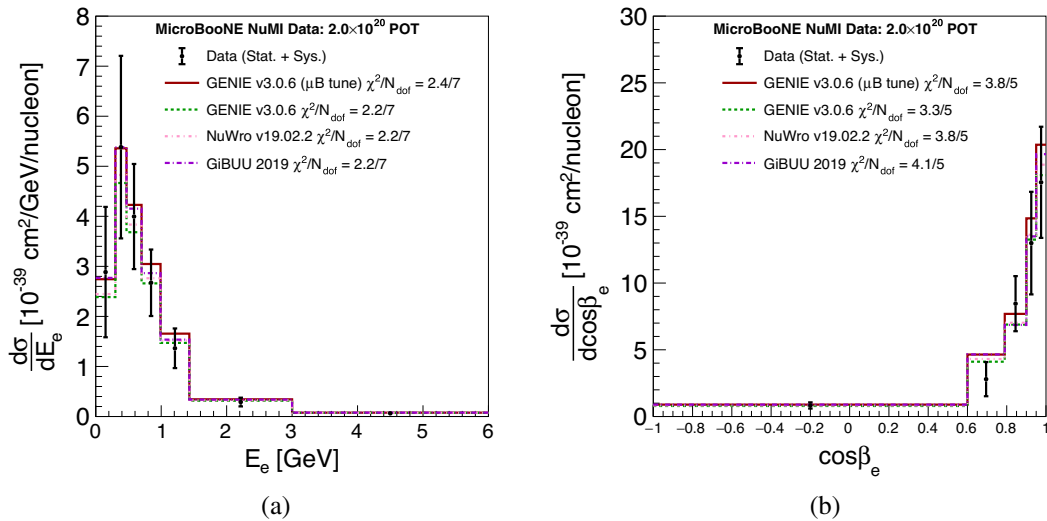 MicroBooNE NuMI Data: 2.0×10²⁰ POT
Data (Stat. + Sys.)
GENIE v3.0.6 (μB tune) χ²/N_dof = 2.4/7
GENIE v3.0.6 χ²/N_dof = 2.2/7
NuWro v19.02.2 χ²/N_dof = 2.2/7
GiBUU 2019 χ²/N_dof = 2.2/7
dσ/dE_e [10⁻³⁹ cm²/GeV/nucleon]
8
7
6
5
4
3
2
1
0
0 1 2 3 4 5 6
E_e [GeV]
(a)
MicroBooNE NuMI Data: 2.0×10²⁰ POT
Data (Stat. + Sys.)
GENIE v3.0.6 (μB tune) χ²/N_dof = 3.8/5
GENIE v3.0.6 χ²/N_dof = 3.3/5
NuWro v19.02.2 χ²/N_dof = 3.8/5
GiBUU 2019 χ²/N_dof = 4.1/5
dσ/dcosβ_e [10⁻³⁹ cm²/nucleon]
30
25
20
15
10
5
0
−1 −0.8 −0.6 −0.4 −0.2 0 0.2 0.4 0.6 0.8 1
cosβ_e
(b)